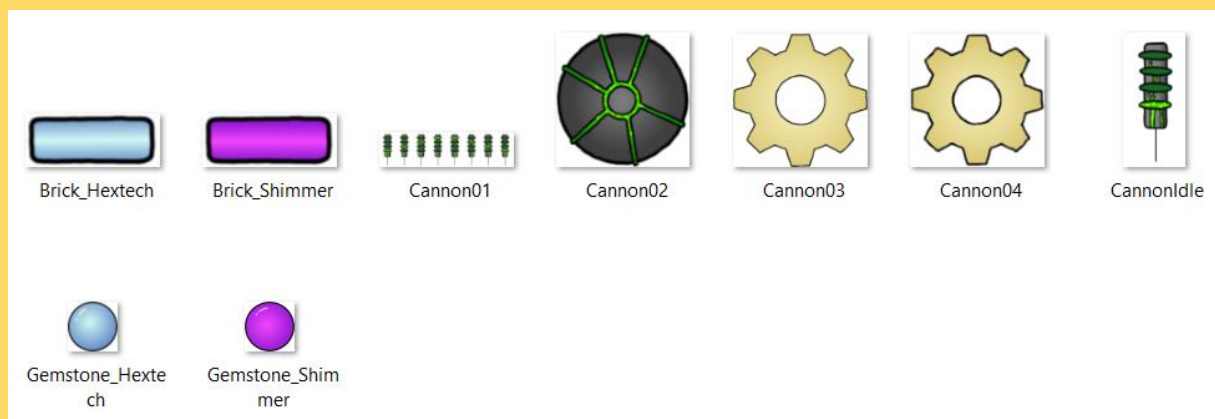 Brick_Hextech
Brick_Shimmer
Cannon01
Cannon02
Cannon03
Cannon04
CannonIdle
Gemstone_Hexte
ch
Gemstone_Shim
mer